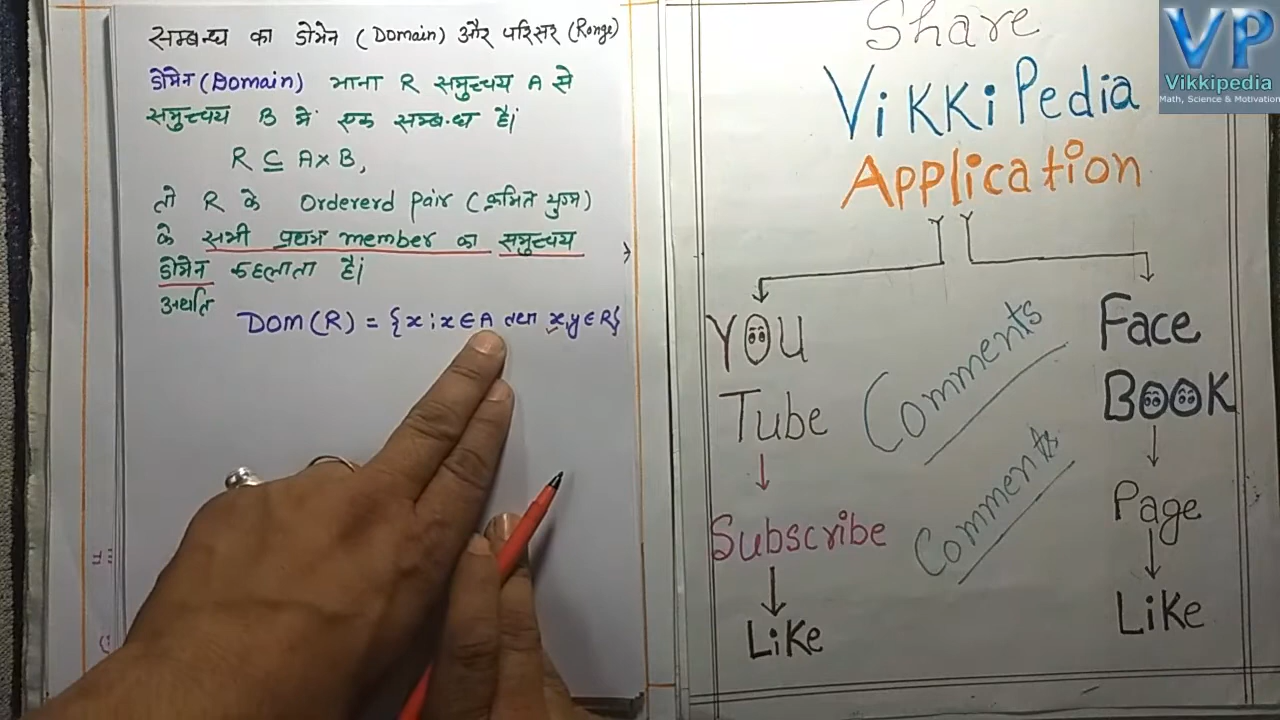 सम्बन्ध का डोमेन (Domain) और परिसर (Range)
डोमेन (Domain) माना R समुच्चय A से
समुच्चय B में एक सम्बन्ध है।
R ⊆ A×B,
तो R के Ordererd Pair (क्रमित युग्म)
के सभी प्रथम member का समुच्चय
डोमेन कहलाता है।
अर्थात
DOM (R) = {x : x ∈ A तथा x,y ∈ R}
Share
ViKKiPedia
Application
YOU
Tube
Subscribe
LiKe
Comments
Comments
Face
BOOK
Page
LiKe
VP
Vikkipedia
Math, Science & Motivation